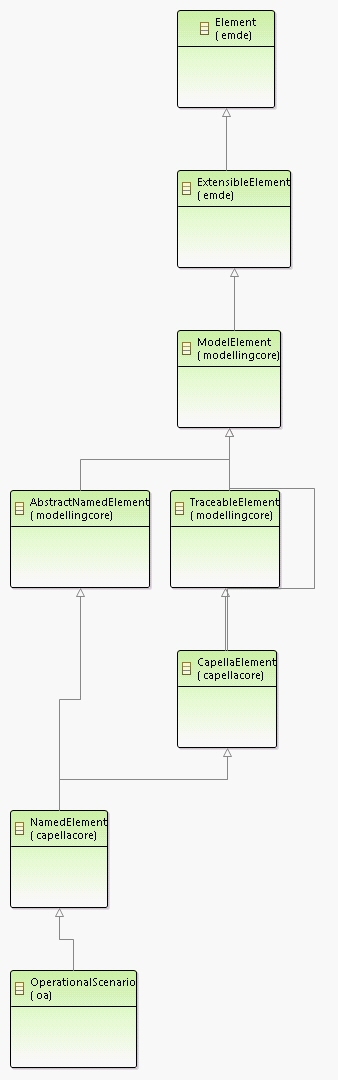 Element
( emde)
ExtensibleElement
( emde)
ModelElement
( modellingcore)
AbstractNamedElement
( modellingcore)
TraceableElement
( modellingcore)
CapellaElement
( capellacore)
NamedElement
( capellacore)
OperationalScenario
( oa)